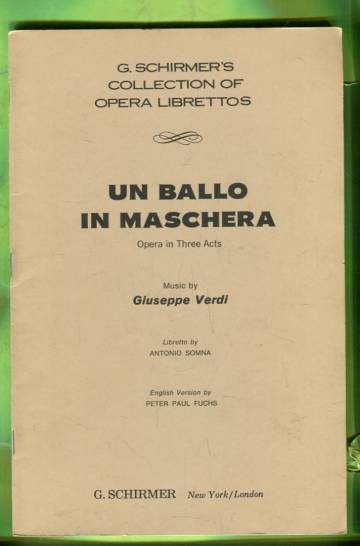 G. SCHIRMER'S
COLLECTION OF
OPERA LIBRETTOS
UN BALLO
IN MASCHERA
Opera in Three Acts
Music by
Giuseppe Verdi
Libretto by
ANTONIO SOMNA
English Version by
PETER PAUL FUCHS
G. SCHIRMER New York/London